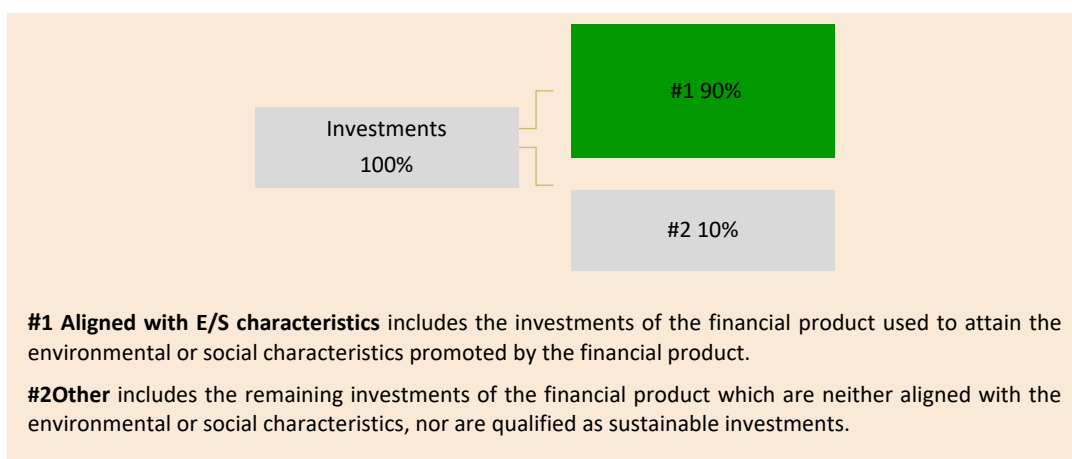 #1 90%
Investments
100%
#2 10%
#1 Aligned with E/S characteristics includes the investments of the financial product used to attain the
environmental or social characteristics promoted by the financial product.
#2Other includes the remaining investments of the financial product which are neither aligned with the
environmental or social characteristics, nor are qualified as sustainable investments.